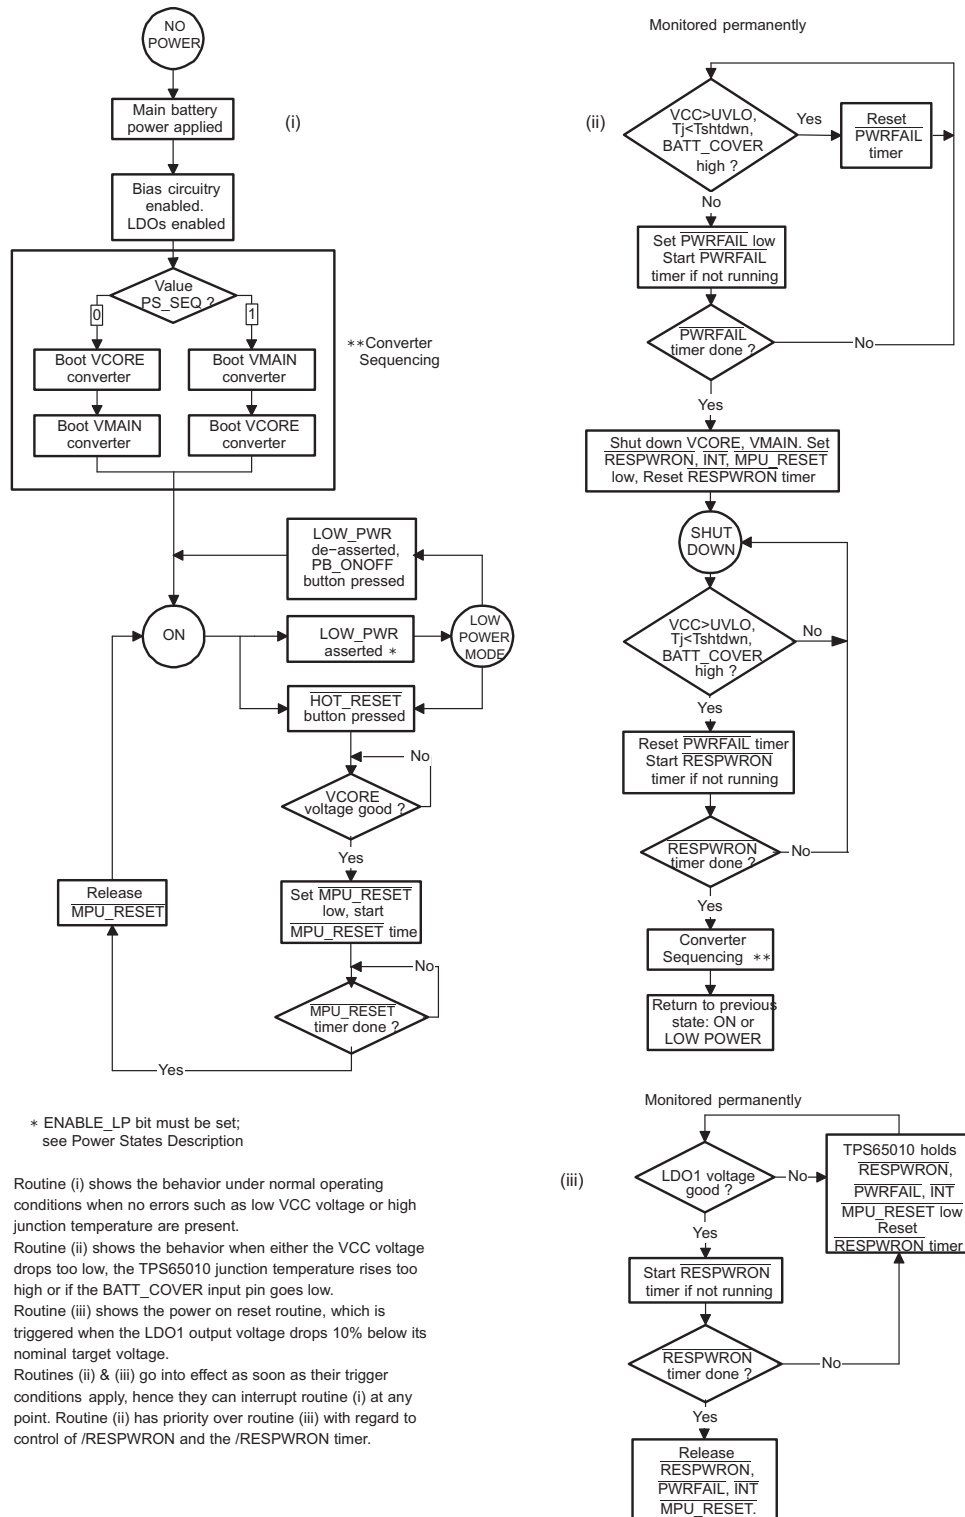 NO
POWER
Main battery
power applied
(i)
Bias circuitry
enabled.
LDOs enabled
Value
PS_SEQ ?
0
1
Boot VCORE
converter
Boot VMAIN
converter
∗∗Converter
Sequencing
Boot VMAIN
converter
Boot VCORE
converter
LOW_PWR
de−asserted,
PB_ONOFF
button pressed
ON
LOW_PWR
asserted ∗
LOW
POWER
MODE
HOT_RESET
button pressed
No
VCORE
voltage good ?
Yes
Release
MPU_RESET
Set MPU_RESET
low, start
MPU_RESET time
No
MPU_RESET
timer done ?
Yes
∗ ENABLE_LP bit must be set;
see Power States Description
Routine (i) shows the behavior under normal operating
conditions when no errors such as low VCC voltage or high
junction temperature are present.
Routine (ii) shows the behavior when either the VCC voltage
drops too low, the TPS65010 junction temperature rises too
high or if the BATT_COVER input pin goes low.
Routine (iii) shows the power on reset routine, which is
triggered when the LDO1 output voltage drops 10% below its
nominal target voltage.
Routines (ii) & (iii) go into effect as soon as their trigger
conditions apply, hence they can interrupt routine (i) at any
point. Routine (ii) has priority over routine (iii) with regard to
control of /RESPWRON and the /RESPWRON timer.
Monitored permanently
(ii)
VCC>UVLO,
Tj<Tshtdwn,
BATT_COVER
high ?
Yes
Reset
PWRFAIL
timer
No
Set PWRFAIL low
Start PWRFAIL
timer if not running
PWRFAIL
timer done ?
No
Yes
Shut down VCORE, VMAIN. Set
RESPWRON, INT, MPU_RESET
low, Reset RESPWRON timer
SHUT
DOWN
VCC>UVLO,
Tj<Tshtdwn,
BATT_COVER
high ?
No
Yes
Reset PWRFAIL timer
Start RESPWRON
timer if not running
RESPWRON
timer done ?
No
Yes
Converter
Sequencing ∗∗
Return to previous
state: ON or
LOW POWER
Monitored permanently
(iii)
LDO1 voltage
good ?
No
TPS65010 holds
RESPWRON,
PWRFAIL, INT
MPU_RESET low
Reset
RESPWRON timer
Yes
Start RESPWRON
timer if not running
RESPWRON
timer done ?
No
Yes
Release
RESPWRON,
PWRFAIL, INT
MPU_RESET.